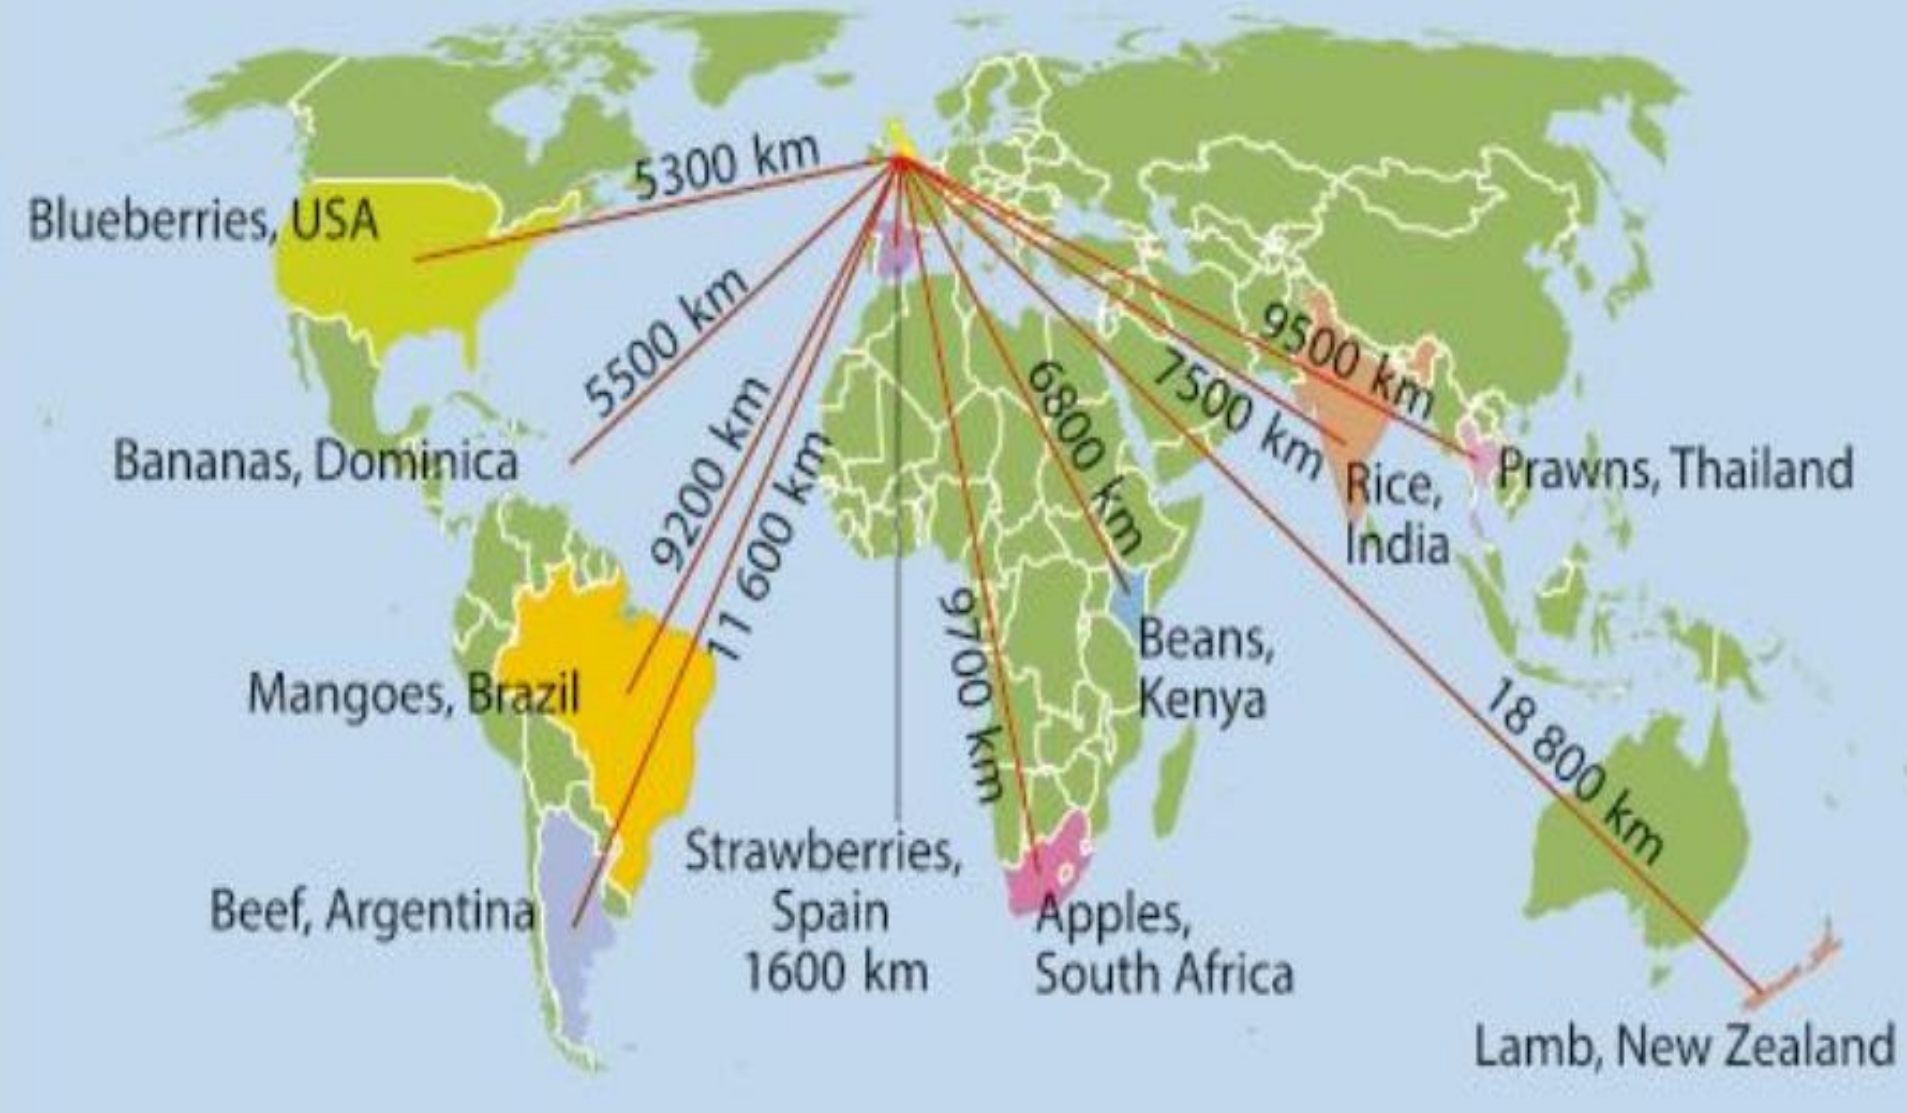 5300 km
Blueberries, USA
5500 km
9500 km
7500 km
6800 km
9200 km
11 600 km
Bananas, Dominica
Prawns, Thailand
Rice,
India
9700 km
Beans,
Kenya
Mangoes, Brazil
18 800 km
Strawberries,
Spain
1600 km
Beef, Argentina
Apples,
South Africa
Lamb, New Zealand